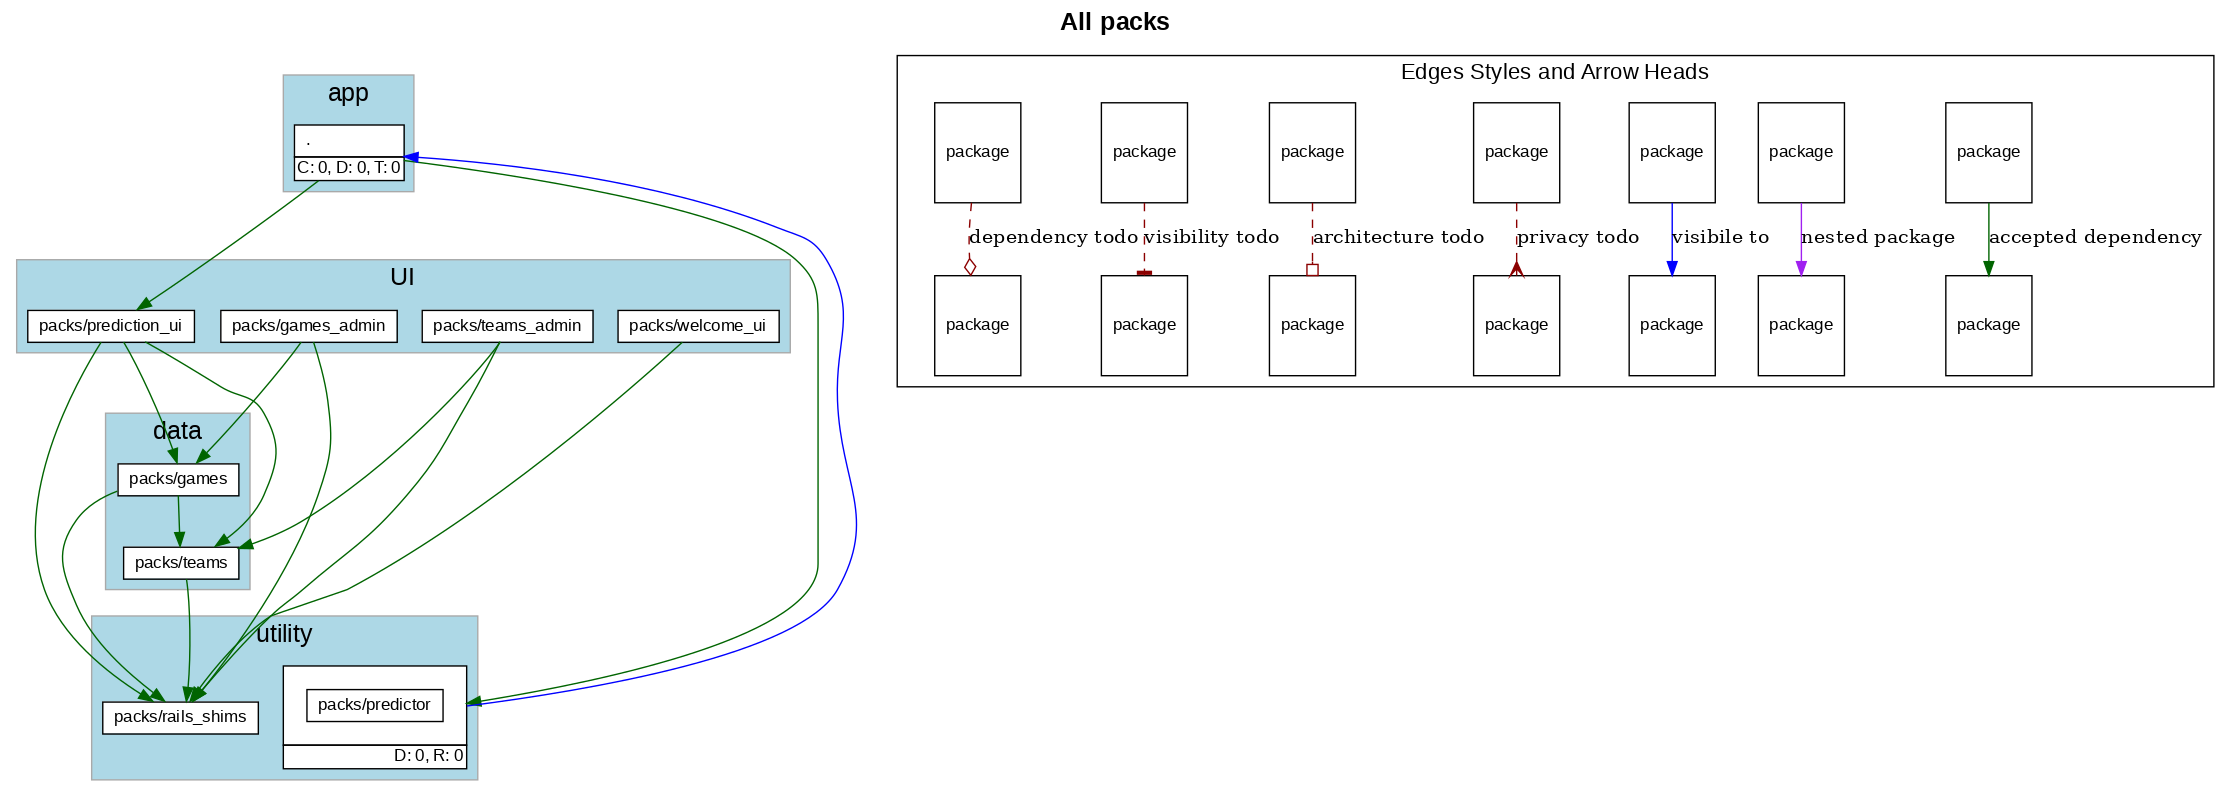 All packs
app
.
C: 0, D: 0, T: 0
UI
packs/prediction_ui
packs/games_admin
packs/teams_admin
packs/welcome_ui
data
packs/games
packs/teams
utility
packs/rails_shims
packs/predictor
D: 0, R: 0
Edges Styles and Arrow Heads
package
package
package
package
package
package
package
dependency todo
visibility todo
architecture todo
privacy todo
visibile to
nested package
accepted dependency
package
package
package
package
package
package
package